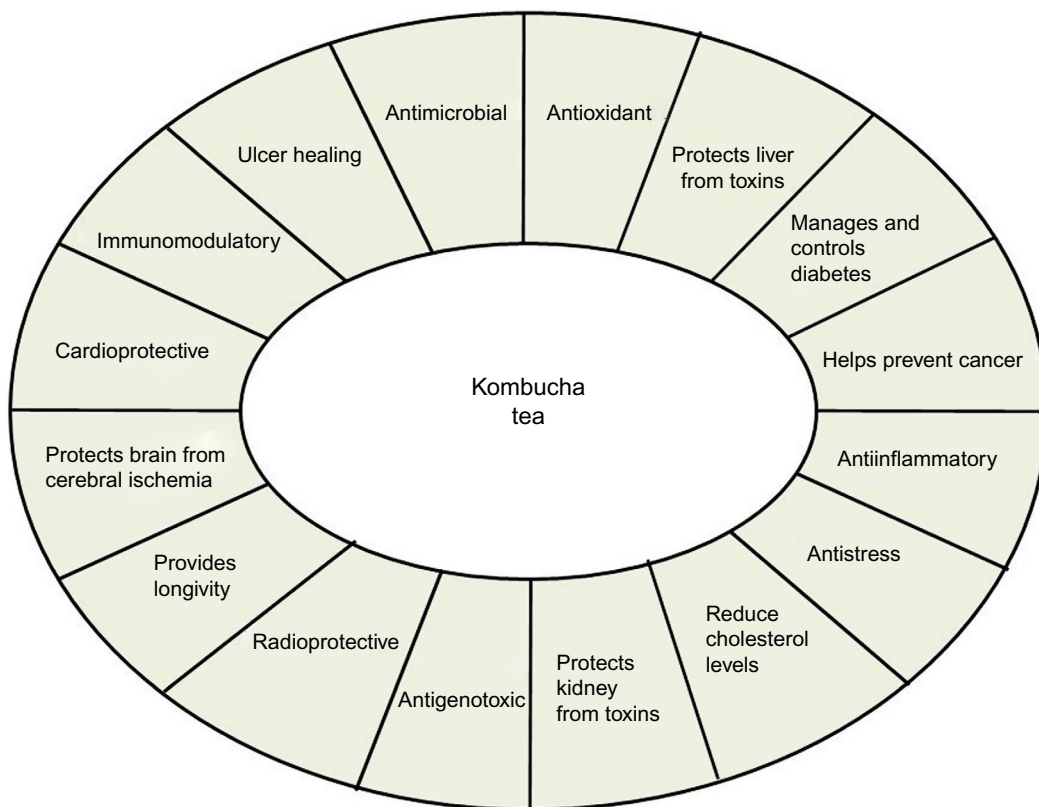 Antimicrobial
Antioxidant
Protects liver
from toxins
Manages and
controls
diabetes
Helps prevent cancer
Antiinflammatory
Antistress
Reduce
cholesterol
levels
Protects
kidney
from toxins
Antigenotoxic
Radioprotective
Provides
longivity
Protects brain from
cerebral ischemia
Cardioprotective
Immunomodulatory
Ulcer healing
Kombucha
tea